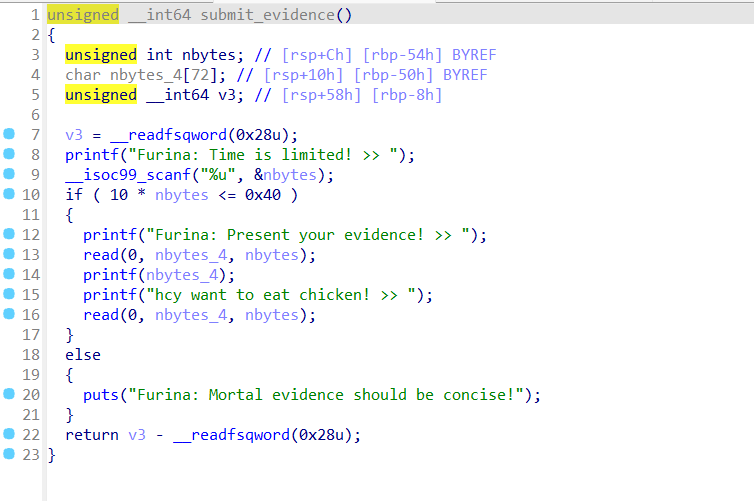 1 unsigned __int64 submit_evidence()
2 {
3   unsigned int nbytes; // [rsp+Ch] [rbp-54h] BYREF
4   char nbytes_4[72]; // [rsp+10h] [rbp-50h] BYREF
5   unsigned __int64 v3; // [rsp+58h] [rbp-8h]
6
7   v3 = __readfsqword(0x28u);
8   printf("Furina: Time is limited! >> ");
9   __isoc99_scanf("%u", &nbytes);
10   if ( 10 * nbytes <= 0x40 )
11   {
12     printf("Furina: Present your evidence! >> ");
13     read(0, nbytes_4, nbytes);
14     printf(nbytes_4);
15     printf("hcy want to eat chicken! >> ");
16     read(0, nbytes_4, nbytes);
17   }
18   else
19   {
20     puts("Furina: Mortal evidence should be concise!");
21   }
22   return v3 - __readfsqword(0x28u);
23 }